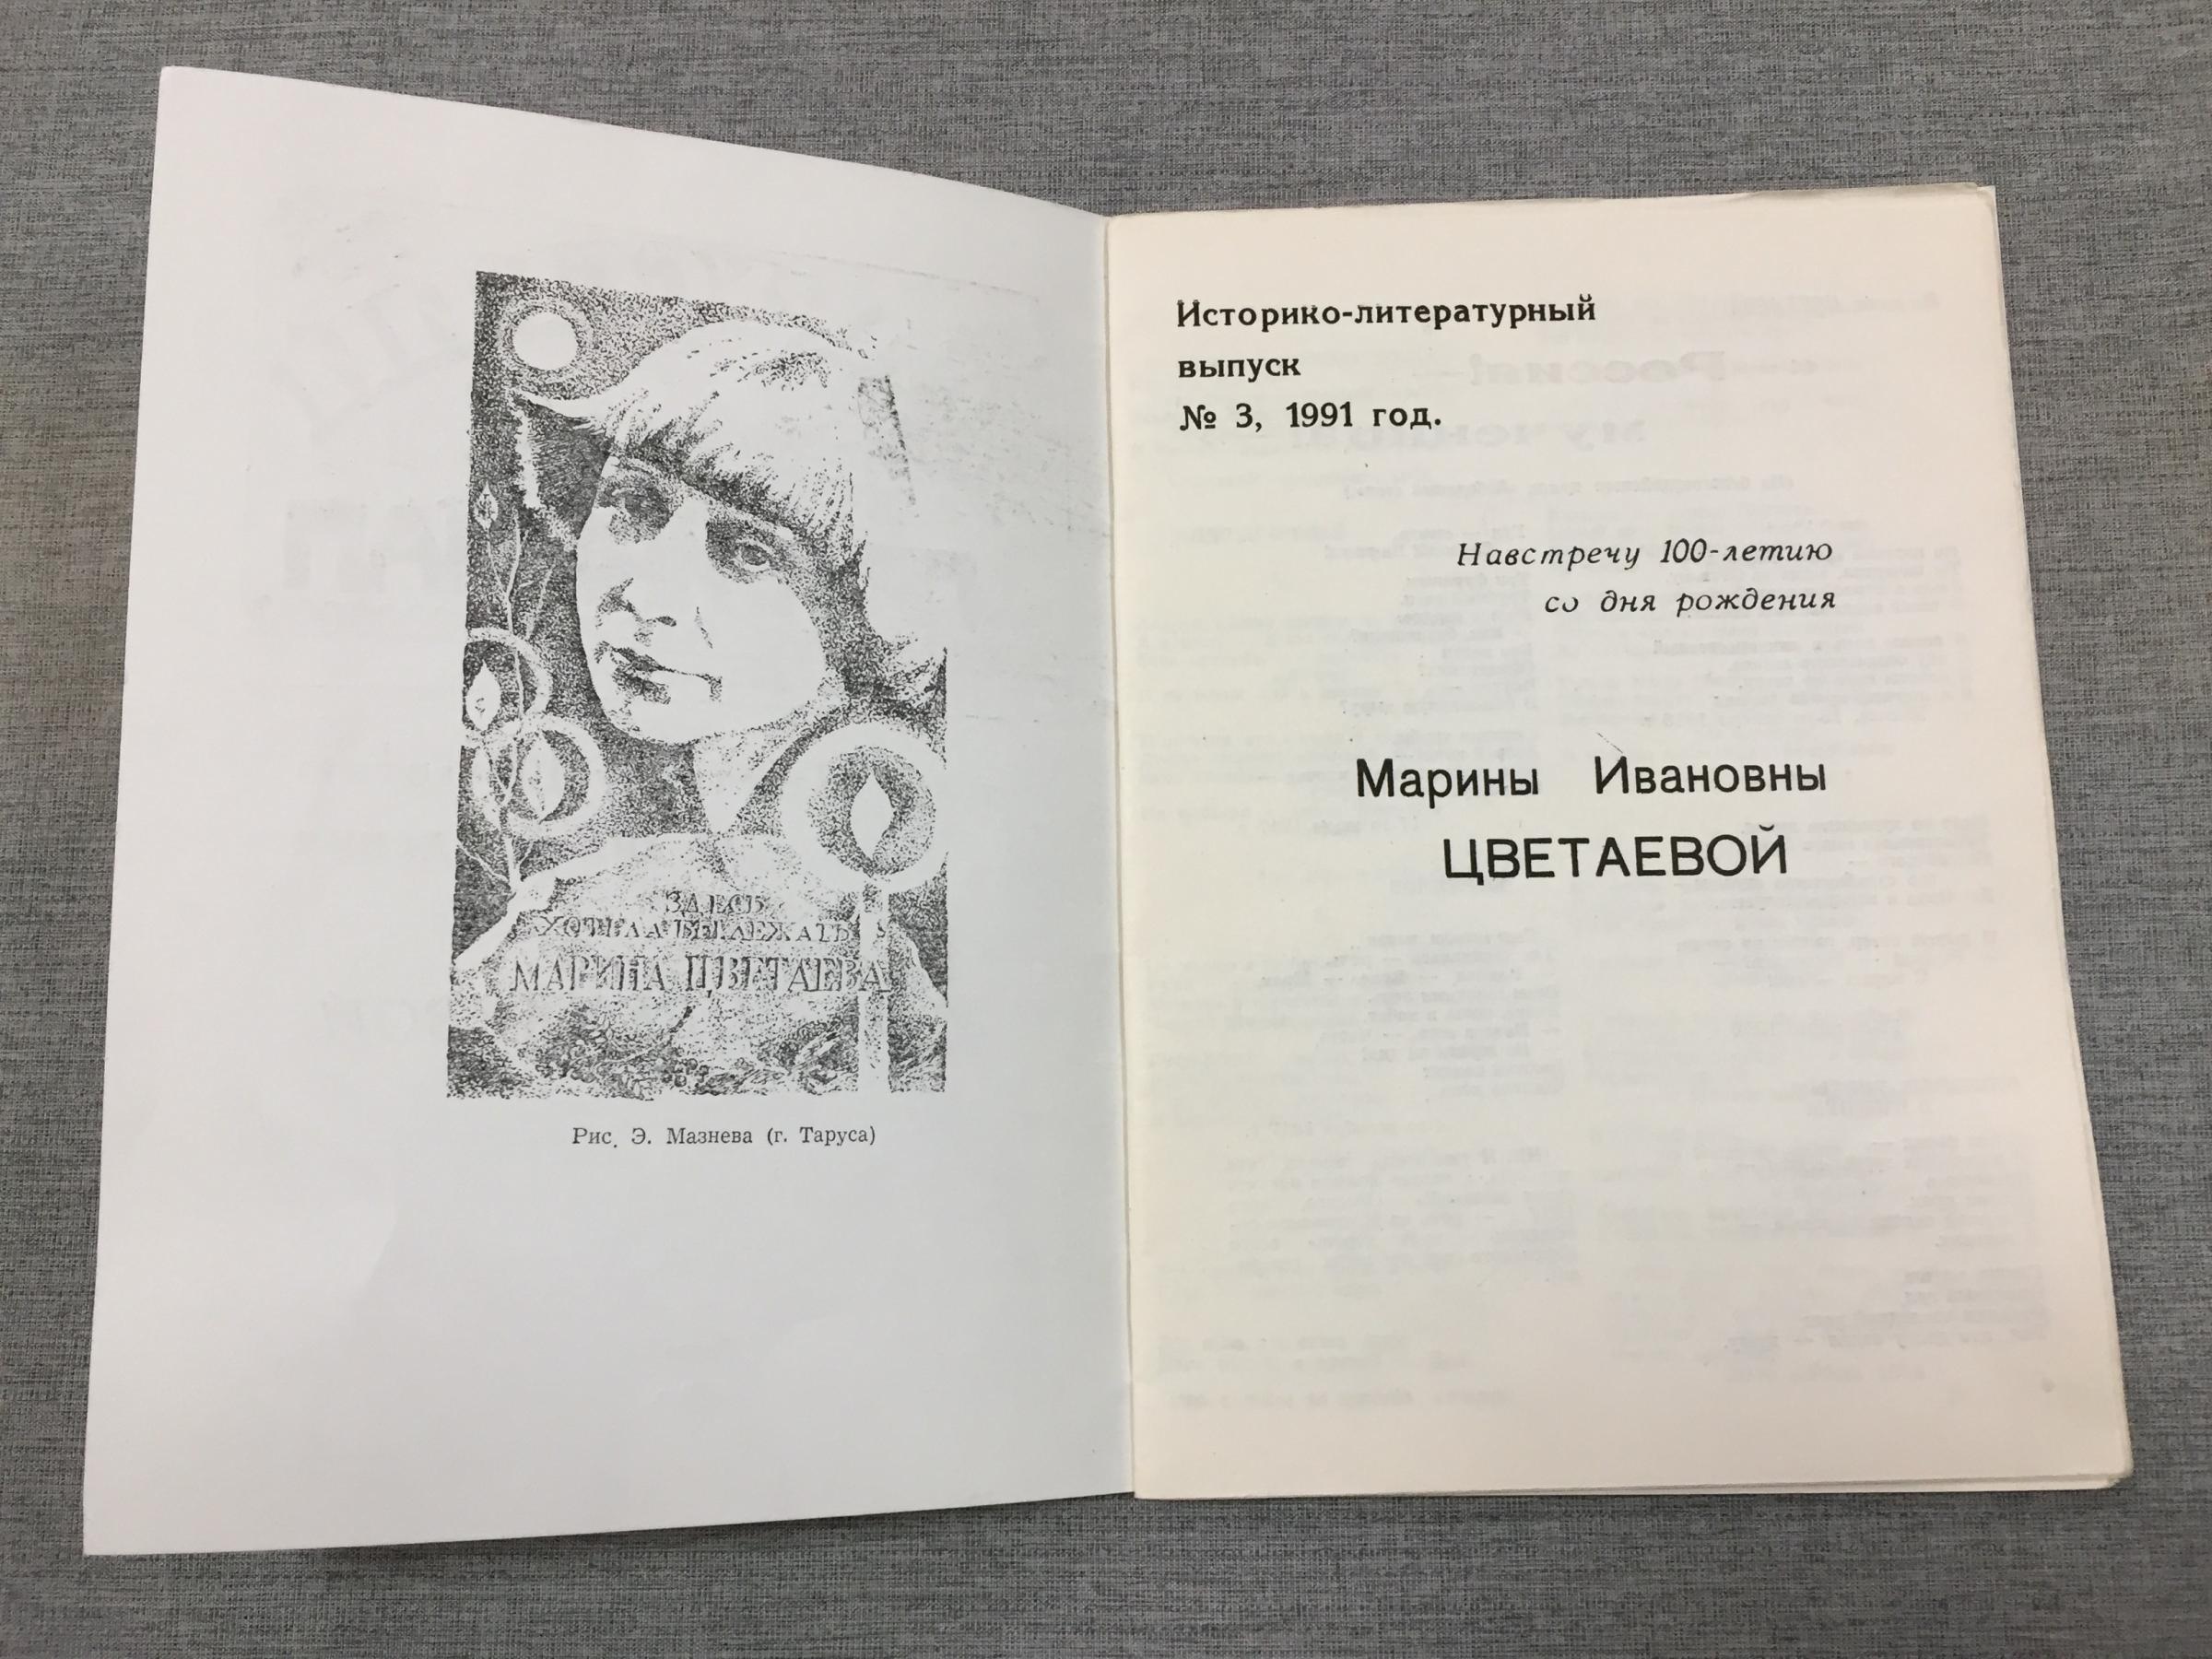 ЗДЕСЬ
ХОТЕЛА БЫ ЛЕЖАТЬ
МАРИНА ЦВЕТАЕВА
Рис. Э. Мазнева (г. Таруса)
Историко-литературный
выпуск
№ 3, 1991 год.
Навстречу 100-летию
со дня рождения
Марины Ивановны
ЦВЕТАЕВОЙ